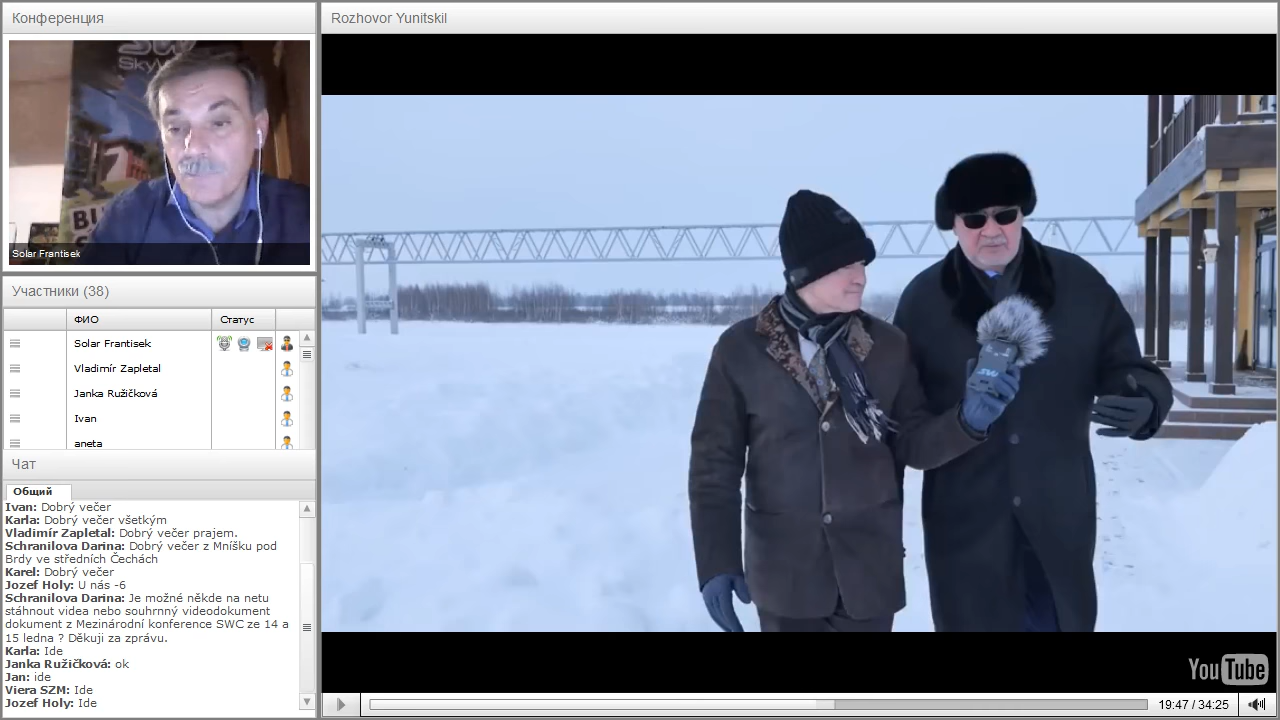 Конференция
SW
SkyW
BU
Solar Frantisek
Участники (38)
ФИО
Статус
Solar Frantisek
Vladimír Zapletal
Janka Ružičková
Ivan
aneta
Чат
Общий
Ivan: Dobrý večer
Karla: Dobrý večer všetkým
Vladimír Zapletal: Dobrý večer prajem.
Schranilova Darina: Dobrý večer z Mníšku pod
Brdy ve středních Čechách
Karel: Dobrý večer
Jozef Holy: U nás -6
Schranilova Darina: Je možné někde na netu
stáhnout videa nebo souhrnný videodokument
dokument z Mezinárodní konference SWC ze 14 a
15 ledna ? Děkuji za zprávu.
Karla: Ide
Janka Ružičková: ok
Jan: ide
Viera SZM: Ide
Jozef Holy: Ide
Rozhovor Yunitskil
SW
YouTube
19:47 / 34:25